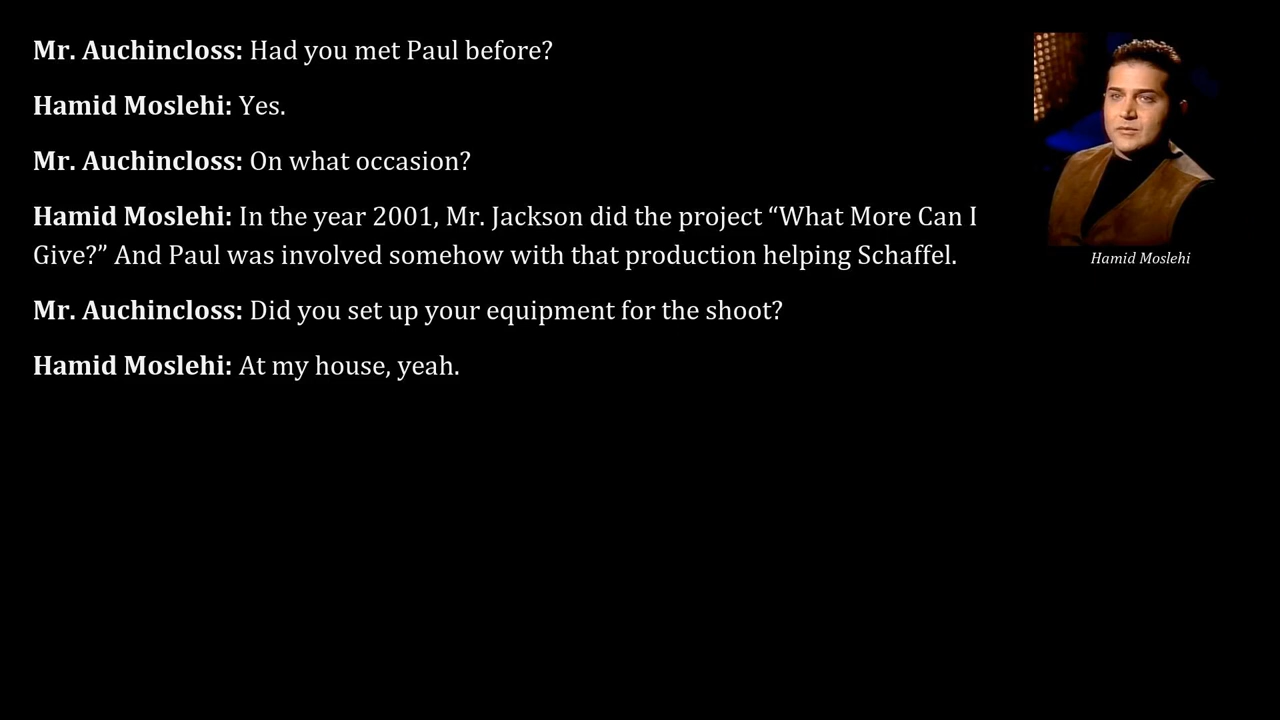 Mr. Auchincloss: Had you met Paul before?
Hamid Moslehi: Yes.
Mr. Auchincloss: On what occasion?
Hamid Moslehi: In the year 2001, Mr. Jackson did the project “What More Can I
Give?” And Paul was involved somehow with that production helping Schaffel.
Mr. Auchincloss: Did you set up your equipment for the shoot?
Hamid Moslehi: At my house, yeah.
Hamid Moslehi